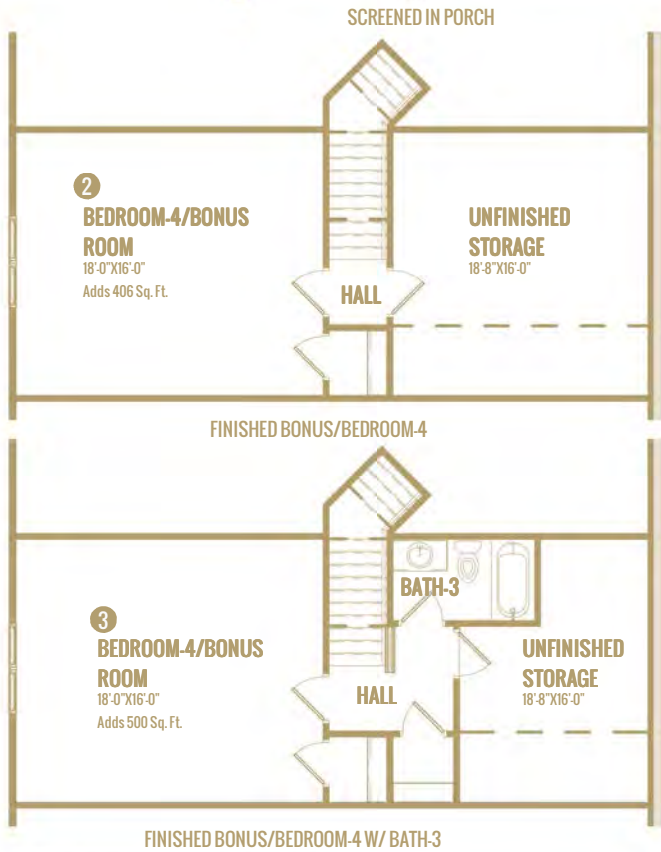 SCREENED IN PORCH
2
BEDROOM-4/BONUS
ROOM
18'-0"X16'-0"
Adds 406 Sq. Ft.
HALL
UNFINISHED
STORAGE
18'-8"X16'-0"
FINISHED BONUS/BEDROOM-4
BATH-3
3
BEDROOM-4/BONUS
ROOM
18'-0"X16'-0"
Adds 500 Sq. Ft.
HALL
UNFINISHED
STORAGE
18'-8"X16'-0"
FINISHED BONUS/BEDROOM-4 W/ BATH-3